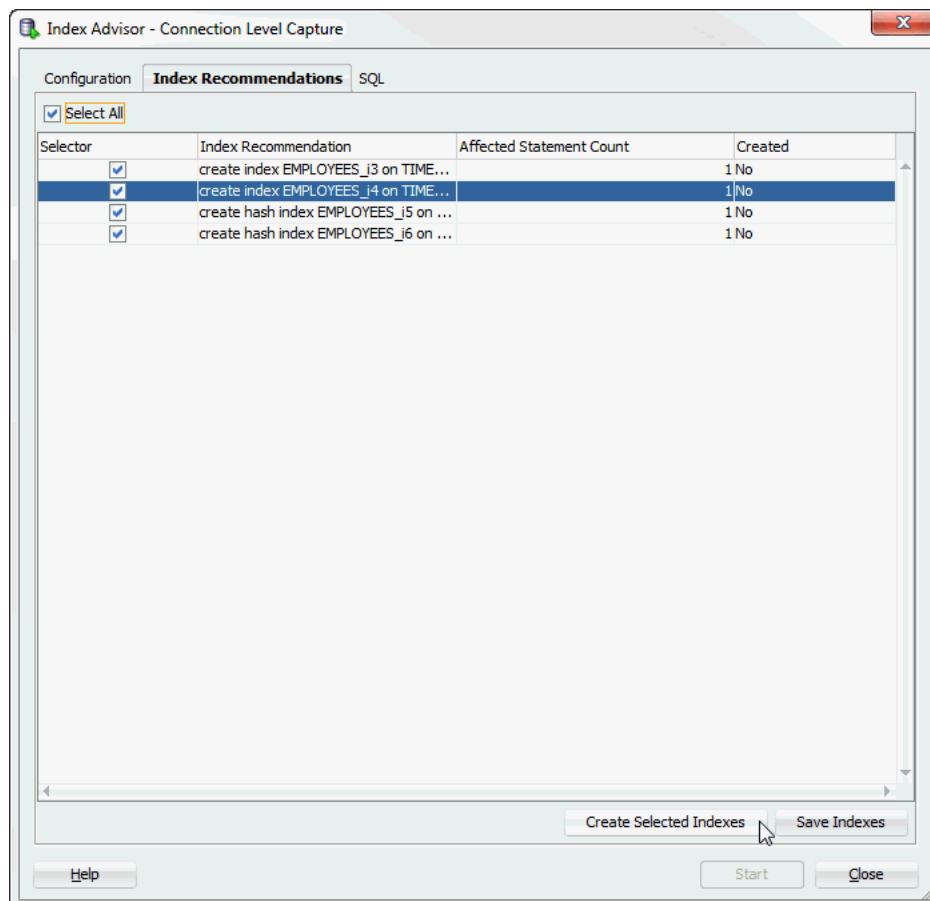 Index Advisor - Connection Level Capture
Configuration Index Recommendations SQL
Select All
Selector Index Recommendation Affected Statement Count Created
create index EMPLOYEES_i3 on TIME... 1 No
create index EMPLOYEES_i4 on TIME... 1 No
create hash index EMPLOYEES_i5 on ... 1 No
create hash index EMPLOYEES_i6 on ... 1 No
Create Selected Indexes Save Indexes
Help Start Close